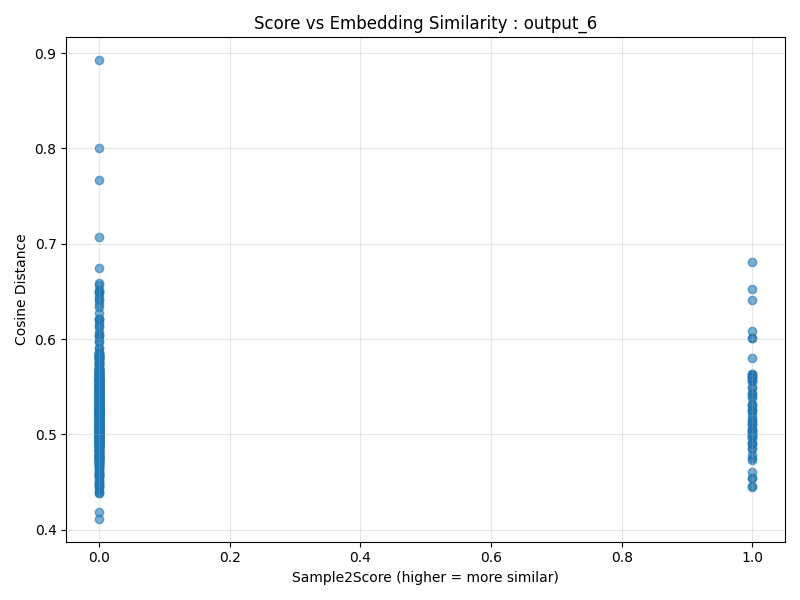 Score vs Embedding Similarity : output_6
0.9
0.8
0.7
0.6
0.5
0.4
Cosine Distance
0.0 0.2 0.4 0.6 0.8 1.0
Sample2Score (higher = more similar)